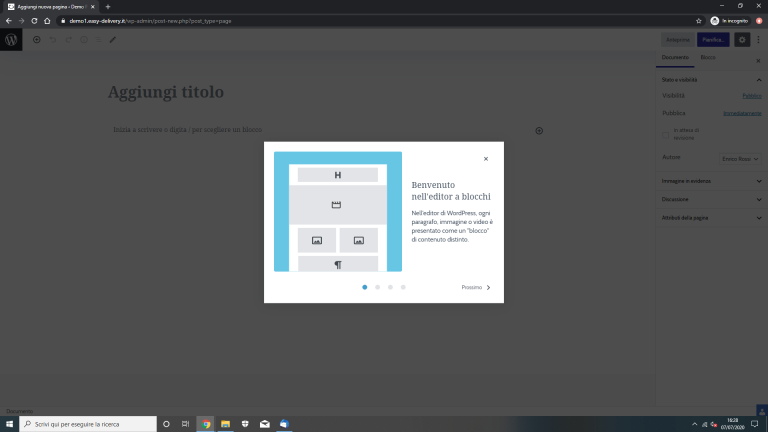 Aggiungi nuova pagina ‹ Demo
demo1.easy-delivery.it/wp-admin/post-new.php?post_type=page
In incognito
Anteprima
Pubblica...
Documento
Blocco
Aggiungi titolo
Stato e visibilità
Visibilità
Pubblico
Inizia a scrivere o digita / per scegliere un blocco
Pubblica
Immediatamente
In attesa di
revisione
Autore
Enrico Rossi
Immagine in evidenza
Discussione
Attributi della pagina
H
Benvenuto
nell'editor a blocchi
Nell'editor di WordPress, ogni
paragrafo, immagine o video è
presentato come un "blocco"
di contenuto distinto.
Prossimo
Documento
Scrivi qui per eseguire la ricerca
07/07/2020